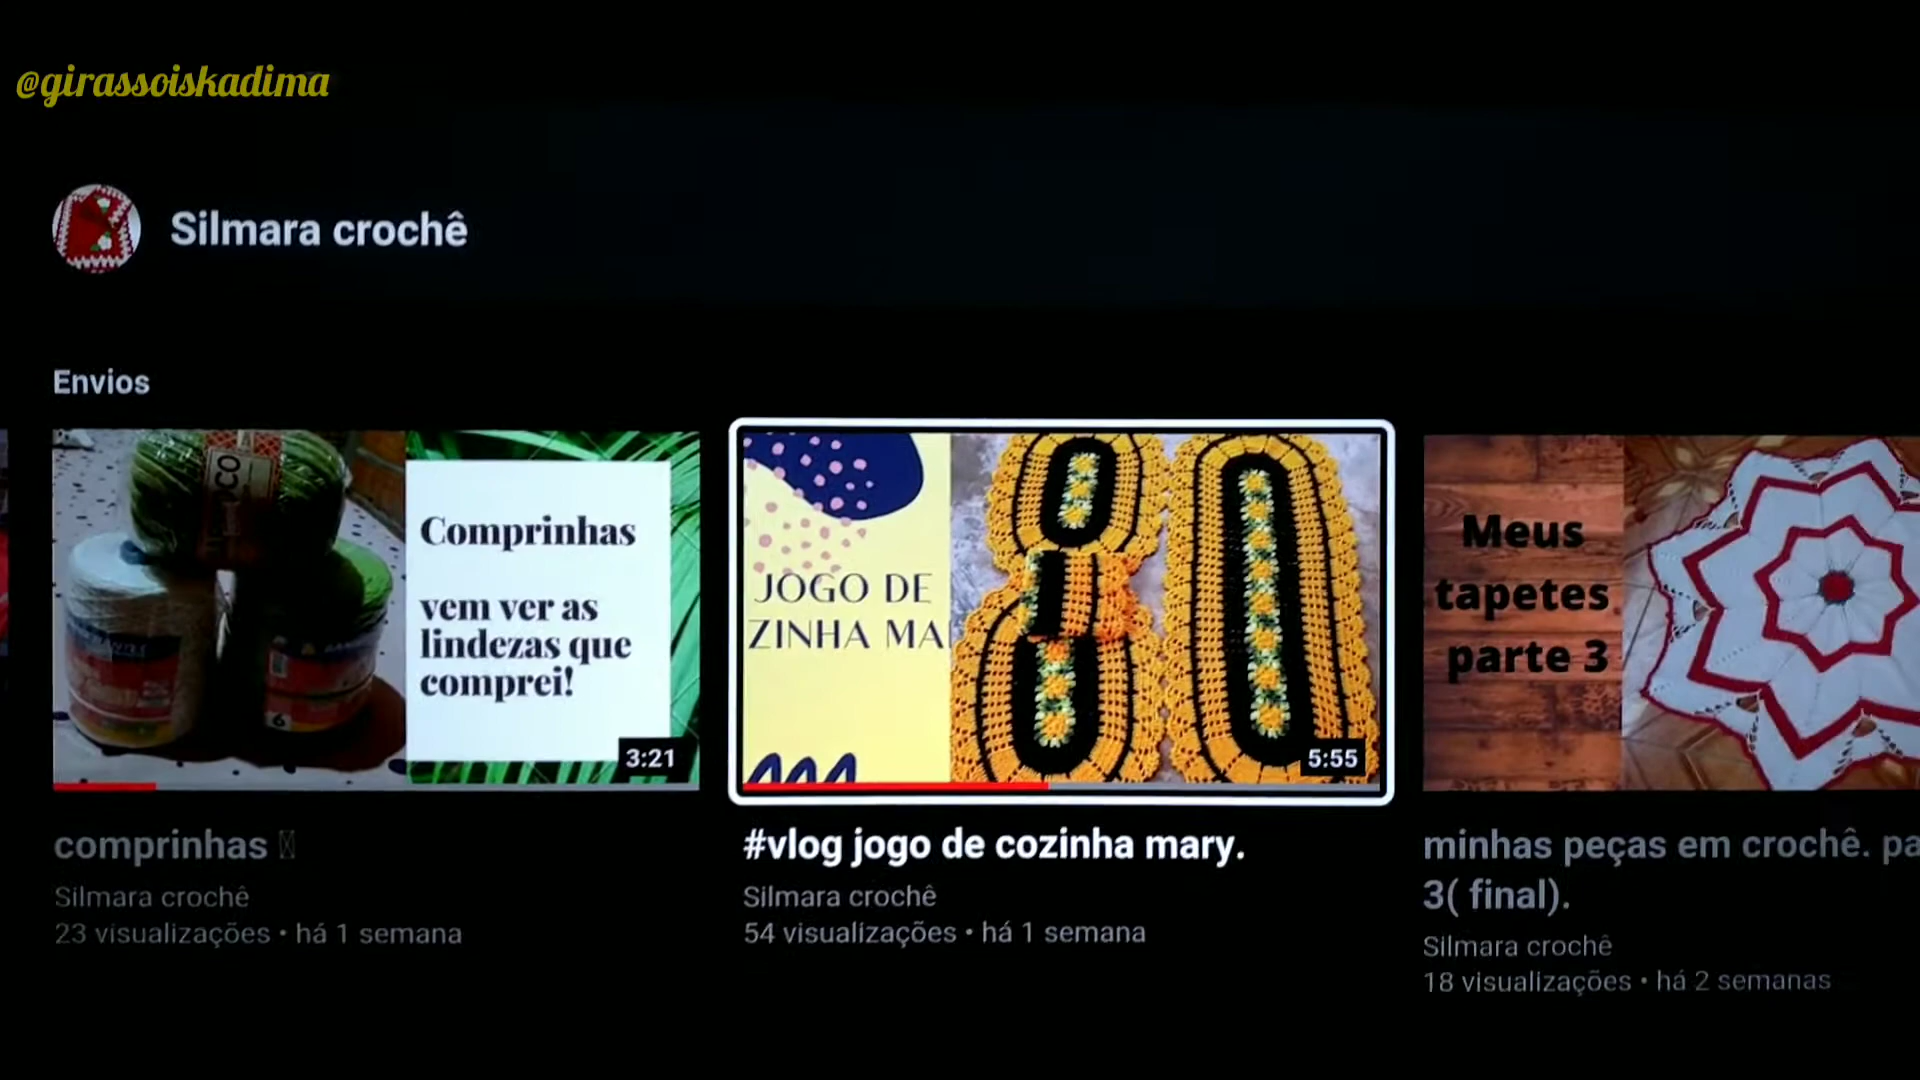 @girassoiskadima
Silmara crochê
Envios
Comprinhas
vem ver as
lindezas que
comprei!
3:21
6
JOGO DE
ZINHA MA
5:55
Meus
tapetes
parte 3
comprinhas
Silmara crochê
23 visualizações • há 1 semana
#vlog jogo de cozinha mary.
Silmara crochê
54 visualizações • há 1 semana
minhas peças em crochê. pa
3( final).
Silmara crochê
18 visualizações • há 2 semanas